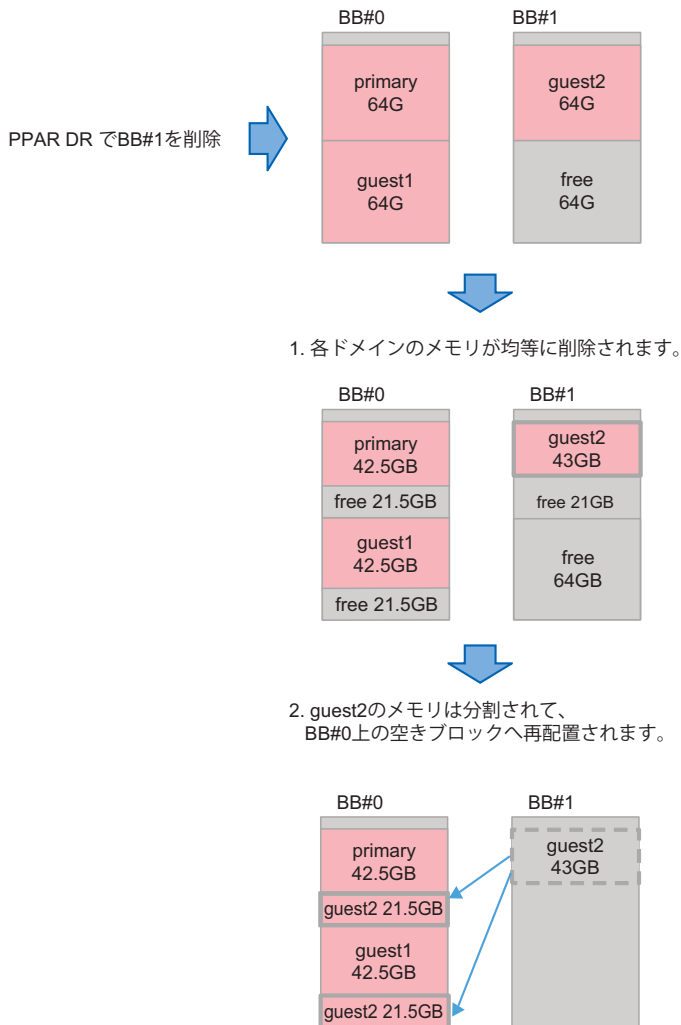 BB#0
BB#1
primary
64G
guest2
64G
PPAR DR でBB#1を削除
guest1
64G
free
64G
1. 各ドメインのメモリが均等に削除されます。
BB#0
BB#1
primary
42.5GB
guest2
43GB
free 21.5GB
free 21GB
guest1
42.5GB
free
64GB
free 21.5GB
2. guest2のメモリは分割されて、
BB#0上の空きブロックへ再配置されます。
BB#0
BB#1
primary
42.5GB
guest2
43GB
guest2 21.5GB
guest1
42.5GB
guest2 21.5GB